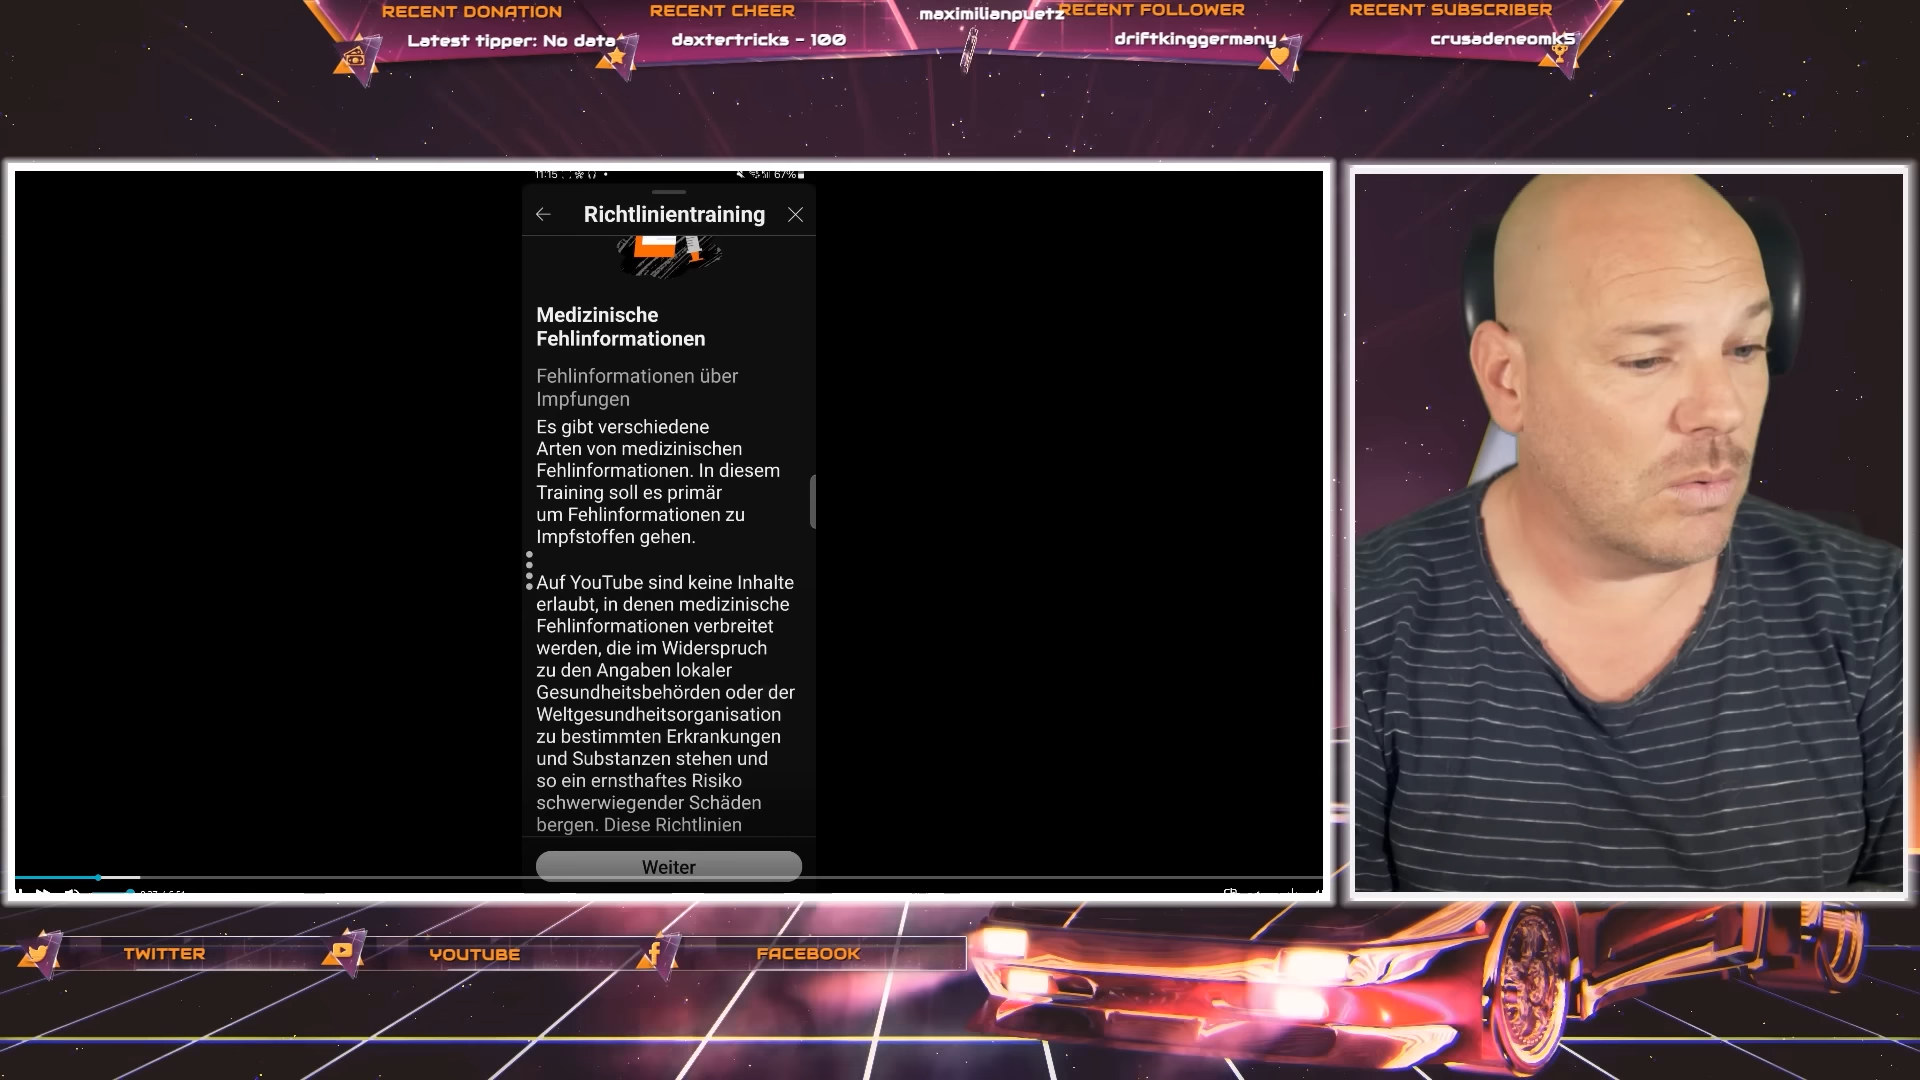 RECENT DONATION
Latest tipper: No data
RECENT CHEER
daxtertricks - 100
maximilianpuetz
RECENT FOLLOWER
driftkinggermany
RECENT SUBSCRIBER
crusadeneomk5
11:15
67%
Richtlinientraining
Medizinische
Fehlinformationen
Fehlinformationen über
Impfungen
Es gibt verschiedene
Arten von medizinischen
Fehlinformationen. In diesem
Training soll es primär
um Fehlinformationen zu
Impfstoffen gehen.
Auf YouTube sind keine Inhalte
erlaubt, in denen medizinische
Fehlinformationen verbreitet
werden, die im Widerspruch
zu den Angaben lokaler
Gesundheitsbehörden oder der
Weltgesundheitsorganisation
zu bestimmten Erkrankungen
und Substanzen stehen und
so ein ernsthaftes Risiko
schwerwiegender Schäden
bergen. Diese Richtlinien
Weiter
TWITTER
YOUTUBE
FACEBOOK